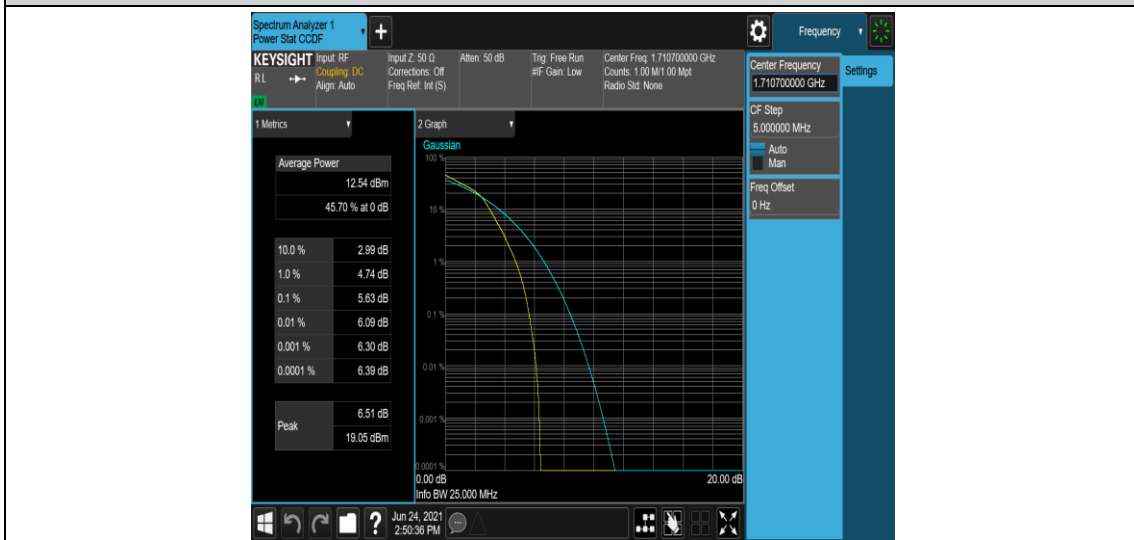 Spectrum Analyzer 1
Power Stat CCDF
+
Frequency
KEYSIGHT
RL
LXI
Input: RF
Coupling: DC
Align: Auto
Input Z: 50 Ω
Corrections: Off
Freq Ref: Int (S)
Atten: 50 dB
Trig: Free Run
#IF Gain: Low
Center Freq: 1.710700000 GHz
Counts: 1.00 M/1.00 Mpt
Radio Std: None
Center Frequency
1.710700000 GHz
Settings
CF Step
5.000000 MHz
Auto
Man
Freq Offset
0 Hz
1 Metrics
Average Power
12.54 dBm
45.70 % at 0 dB
10.0 % 2.99 dB
1.0 % 4.74 dB
0.1 % 5.63 dB
0.01 % 6.09 dB
0.001 % 6.30 dB
0.0001 % 6.39 dB
Peak
6.51 dB
19.05 dBm
2 Graph
Gaussian
100 %
10 %
1 %
0.1 %
0.01 %
0.001 %
0.0001 %
0.00 dB 20.00 dB
Info BW 25.000 MHz
?
Jun 24, 2021
2:50:36 PM